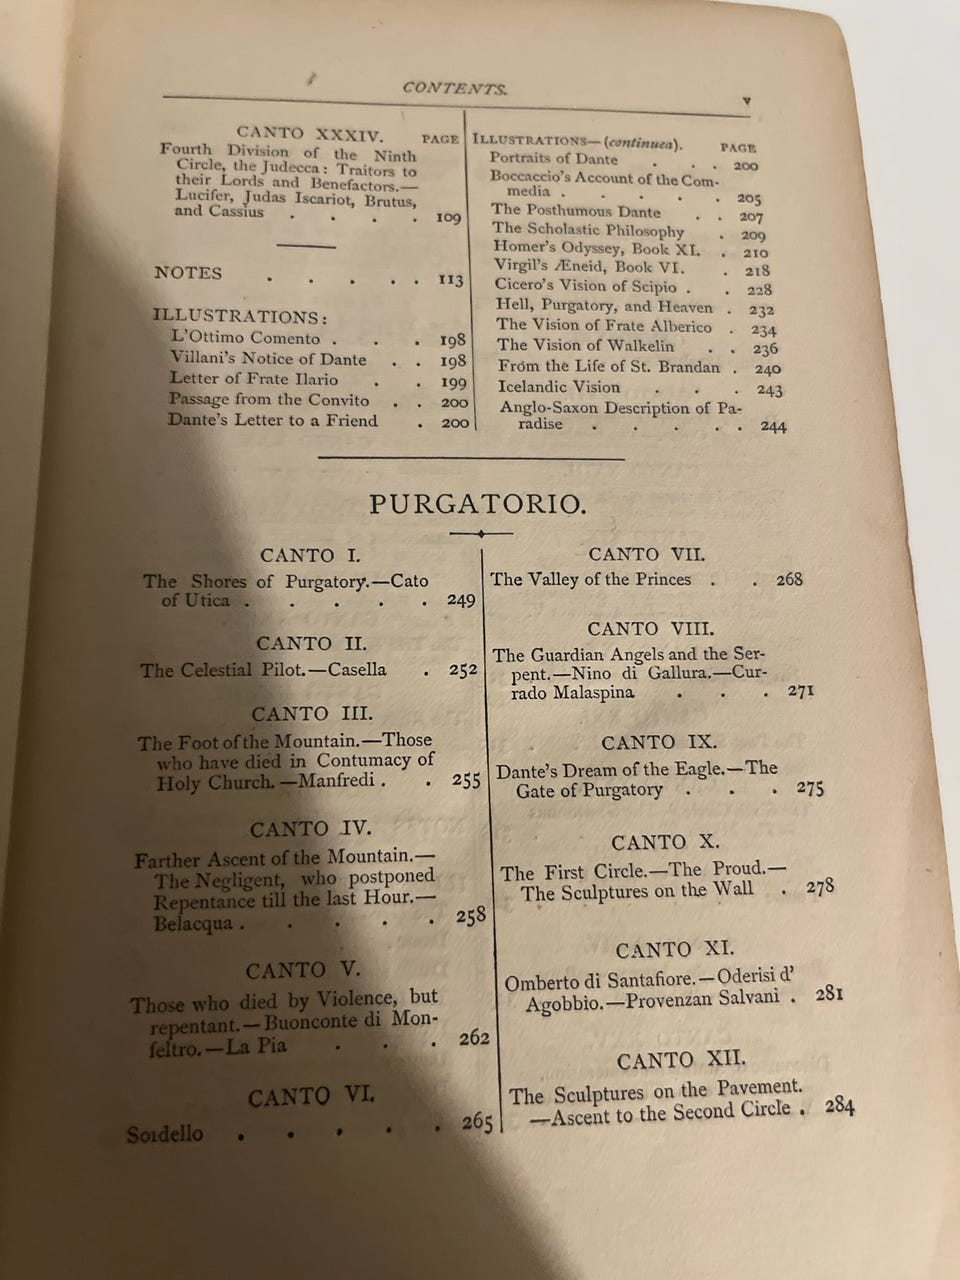 CONTENTS.
v
CANTO XXXIV. PAGE
Fourth Division of the Ninth
Circle, the Judecca: Traitors to
their Lords and Benefactors.—
Lucifer, Judas Iscariot, Brutus,
and Cassius . . . . 109
NOTES . . . . . 113
ILLUSTRATIONS:
L'Ottimo Comento . . . 198
Villani's Notice of Dante . . 198
Letter of Frate Ilario . . 199
Passage from the Convito . . 200
Dante's Letter to a Friend . 200
ILLUSTRATIONS—(continuea). PAGE
Portraits of Dante . . . 200
Boccaccio's Account of the Com-
media . . . . . 205
The Posthumous Dante . . 207
The Scholastic Philosophy . 209
Homer's Odyssey, Book XI. . 210
Virgil's Æneid, Book VI. . 218
Cicero's Vision of Scipio . . 228
Hell, Purgatory, and Heaven . 232
The Vision of Frate Alberico . 234
The Vision of Walkelin . . 236
From the Life of St. Brandan . 240
Icelandic Vision . . . 243
Anglo-Saxon Description of Pa-
radise . . . . . 244
PURGATORIO.
CANTO I.
The Shores of Purgatory.—Cato
of Utica . . . . . 249
CANTO II.
The Celestial Pilot.—Casella . 252
CANTO III.
The Foot of the Mountain.—Those
who have died in Contumacy of
Holy Church.—Manfredi . . 255
CANTO IV.
Farther Ascent of the Mountain.—
The Negligent, who postponed
Repentance till the last Hour.—
Belacqua . . . . . 258
CANTO V.
Those who died by Violence, but
repentant.—Buonconte di Mon-
feltro.—La Pia . . . 262
CANTO VI.
Soldello . . . . . 265
CANTO VII.
The Valley of the Princes . . 268
CANTO VIII.
The Guardian Angels and the Ser-
pent.—Nino di Gallura.—Cur-
rado Malaspina . . . 271
CANTO IX.
Dante's Dream of the Eagle.—The
Gate of Purgatory . . . 275
CANTO X.
The First Circle.—The Proud.—
The Sculptures on the Wall . 278
CANTO XI.
Omberto di Santafiore.—Oderisi d'
Agobbio.—Provenzan Salvani . 281
CANTO XII.
The Sculptures on the Pavement.
—Ascent to the Second Circle . 284